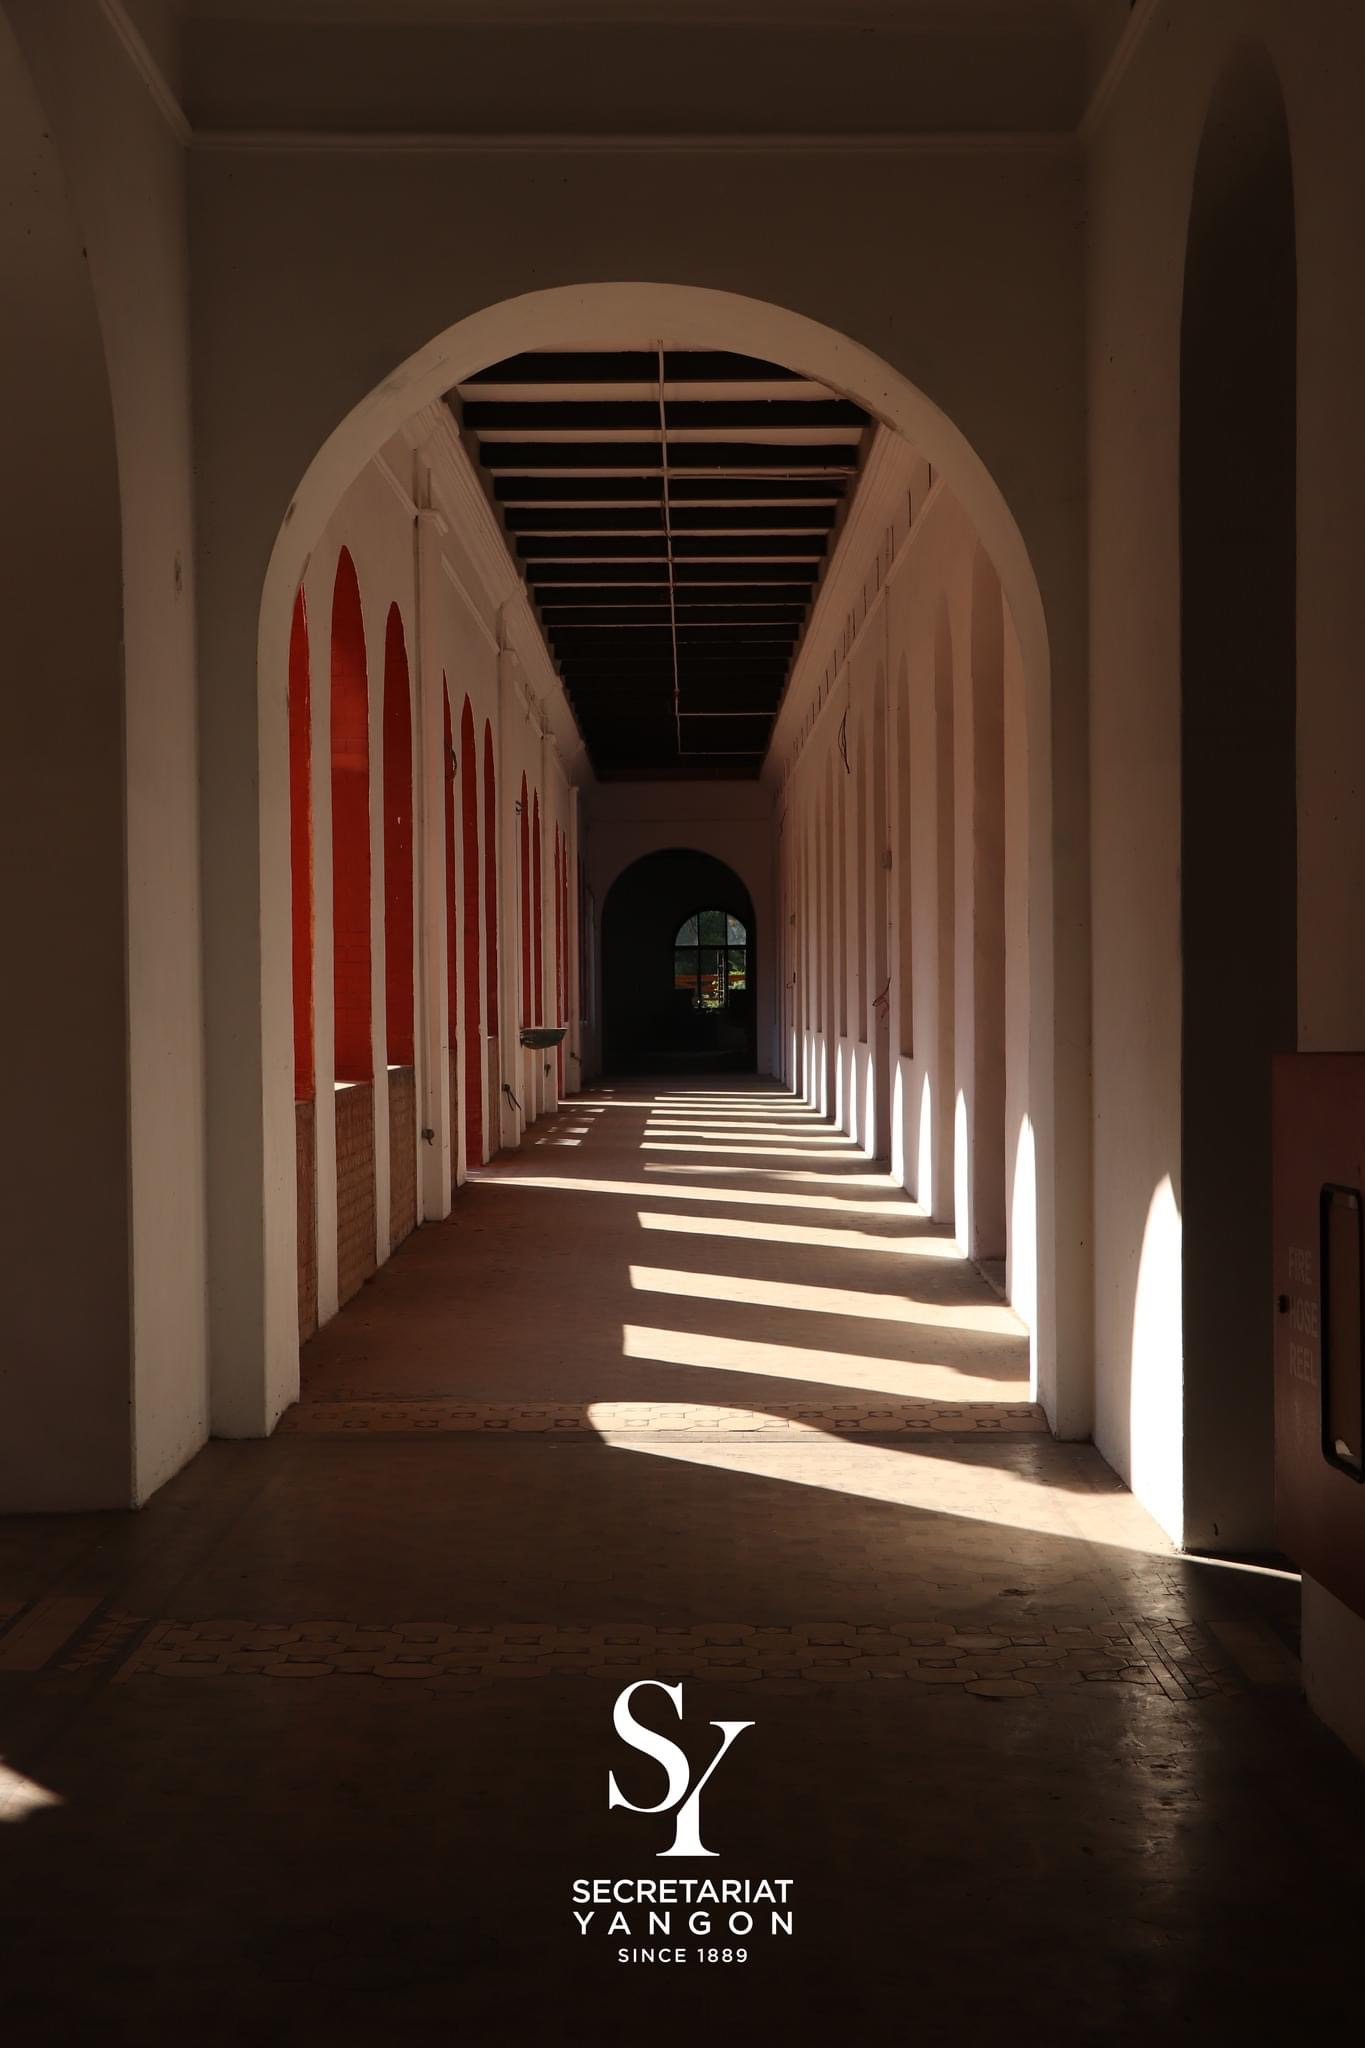 FIRE
HOSE
REEL
SY
SECRETARIAT
YANGON
SINCE 1889